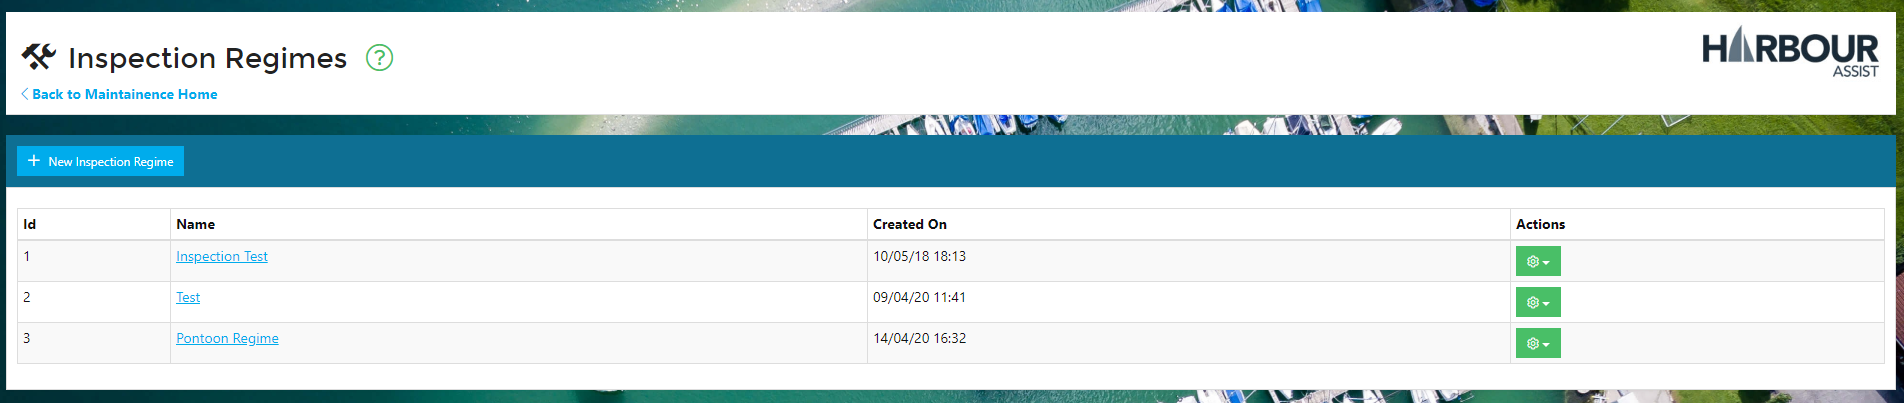 Inspection Regimes ?
HARBOUR
ASSIST
Back to Maintainence Home
+ New Inspection Regime
Id Name Created On Actions
1 Inspection Test 10/05/18 18:13
2 Test 09/04/20 11:41
3 Pontoon Regime 14/04/20 16:32